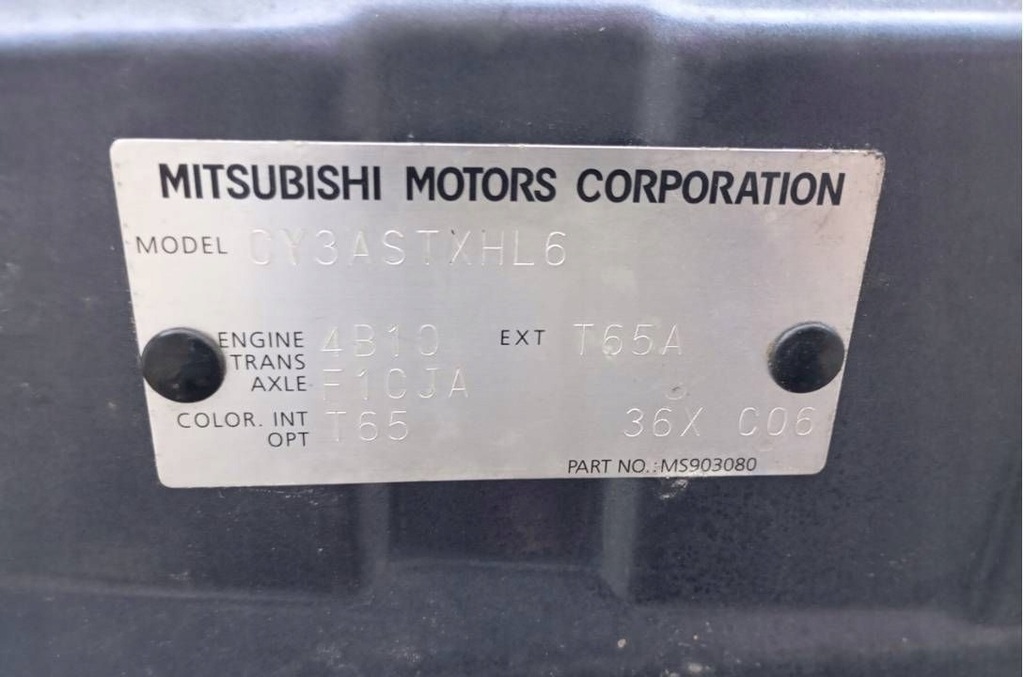 MITSUBISHI MOTORS CORPORATION
MODEL CY3ASTXHL6
ENGINE 4B10 EXT T65A
TRANS
AXLE F1CJA
COLOR. INT T65 36X C06
OPT
PART NO.: MS903080